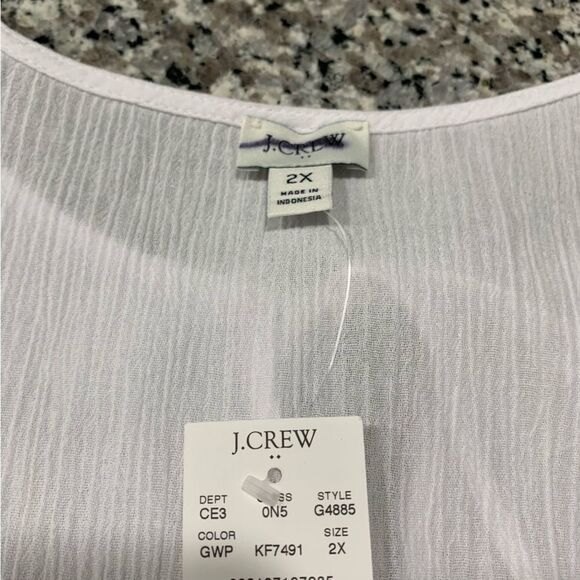 J.CREW
2X
MADE IN
INDONESIA
J.CREW
DEPT STYLE
CE3 0N5 G4885
COLOR SIZE
GWP KF7491 2X